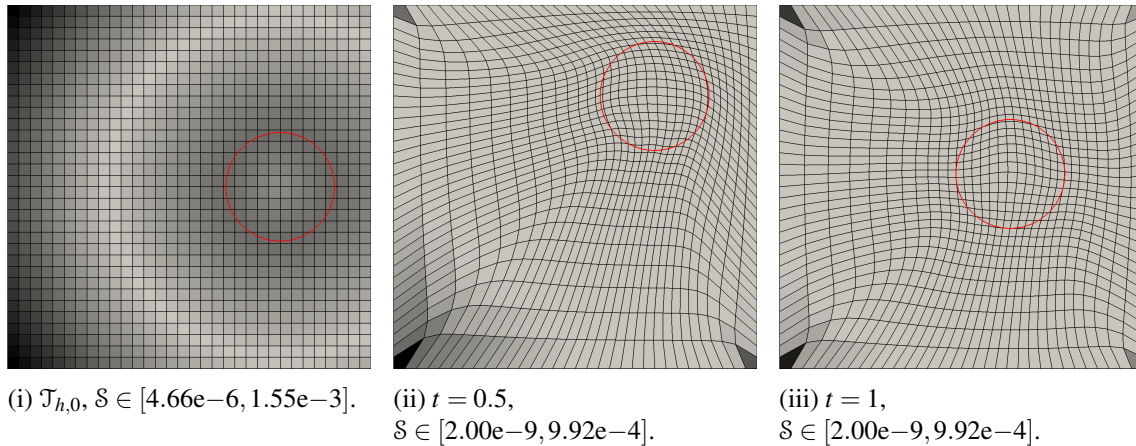 (i) 𝒯ₕ,₀, 𝒮 ∈ [4.66e−6, 1.55e−3].
(ii) t = 0.5,
𝒮 ∈ [2.00e−9, 9.92e−4].
(iii) t = 1,
𝒮 ∈ [2.00e−9, 9.92e−4].